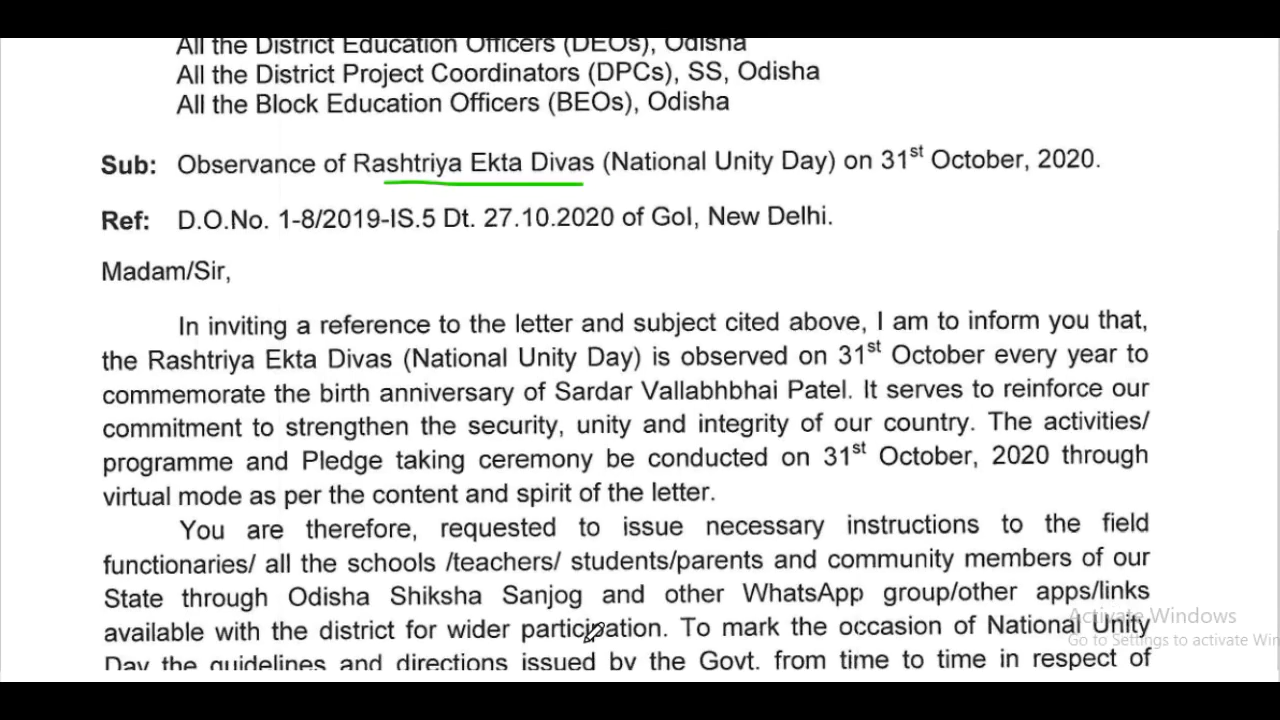 All the District Education Officers (DEOs), Odisha
All the District Project Coordinators (DPCs), SS, Odisha
All the Block Education Officers (BEOs), Odisha
Sub: Observance of Rashtriya Ekta Divas (National Unity Day) on 31st October, 2020.
Ref: D.O.No. 1-8/2019-IS.5 Dt. 27.10.2020 of GoI, New Delhi.
Madam/Sir,
In inviting a reference to the letter and subject cited above, I am to inform you that,
the Rashtriya Ekta Divas (National Unity Day) is observed on 31st October every year to
commemorate the birth anniversary of Sardar Vallabhbhai Patel. It serves to reinforce our
commitment to strengthen the security, unity and integrity of our country. The activities/
programme and Pledge taking ceremony be conducted on 31st October, 2020 through
virtual mode as per the content and spirit of the letter.
You are therefore, requested to issue necessary instructions to the field
functionaries/ all the schools /teachers/ students/parents and community members of our
State through Odisha Shiksha Sanjog and other WhatsApp group/other apps/links
available with the district for wider participation. To mark the occasion of National Unity
Day the guidelines and directions issued by the Govt. from time to time in respect of
Activate Windows
Go to Settings to activate Win